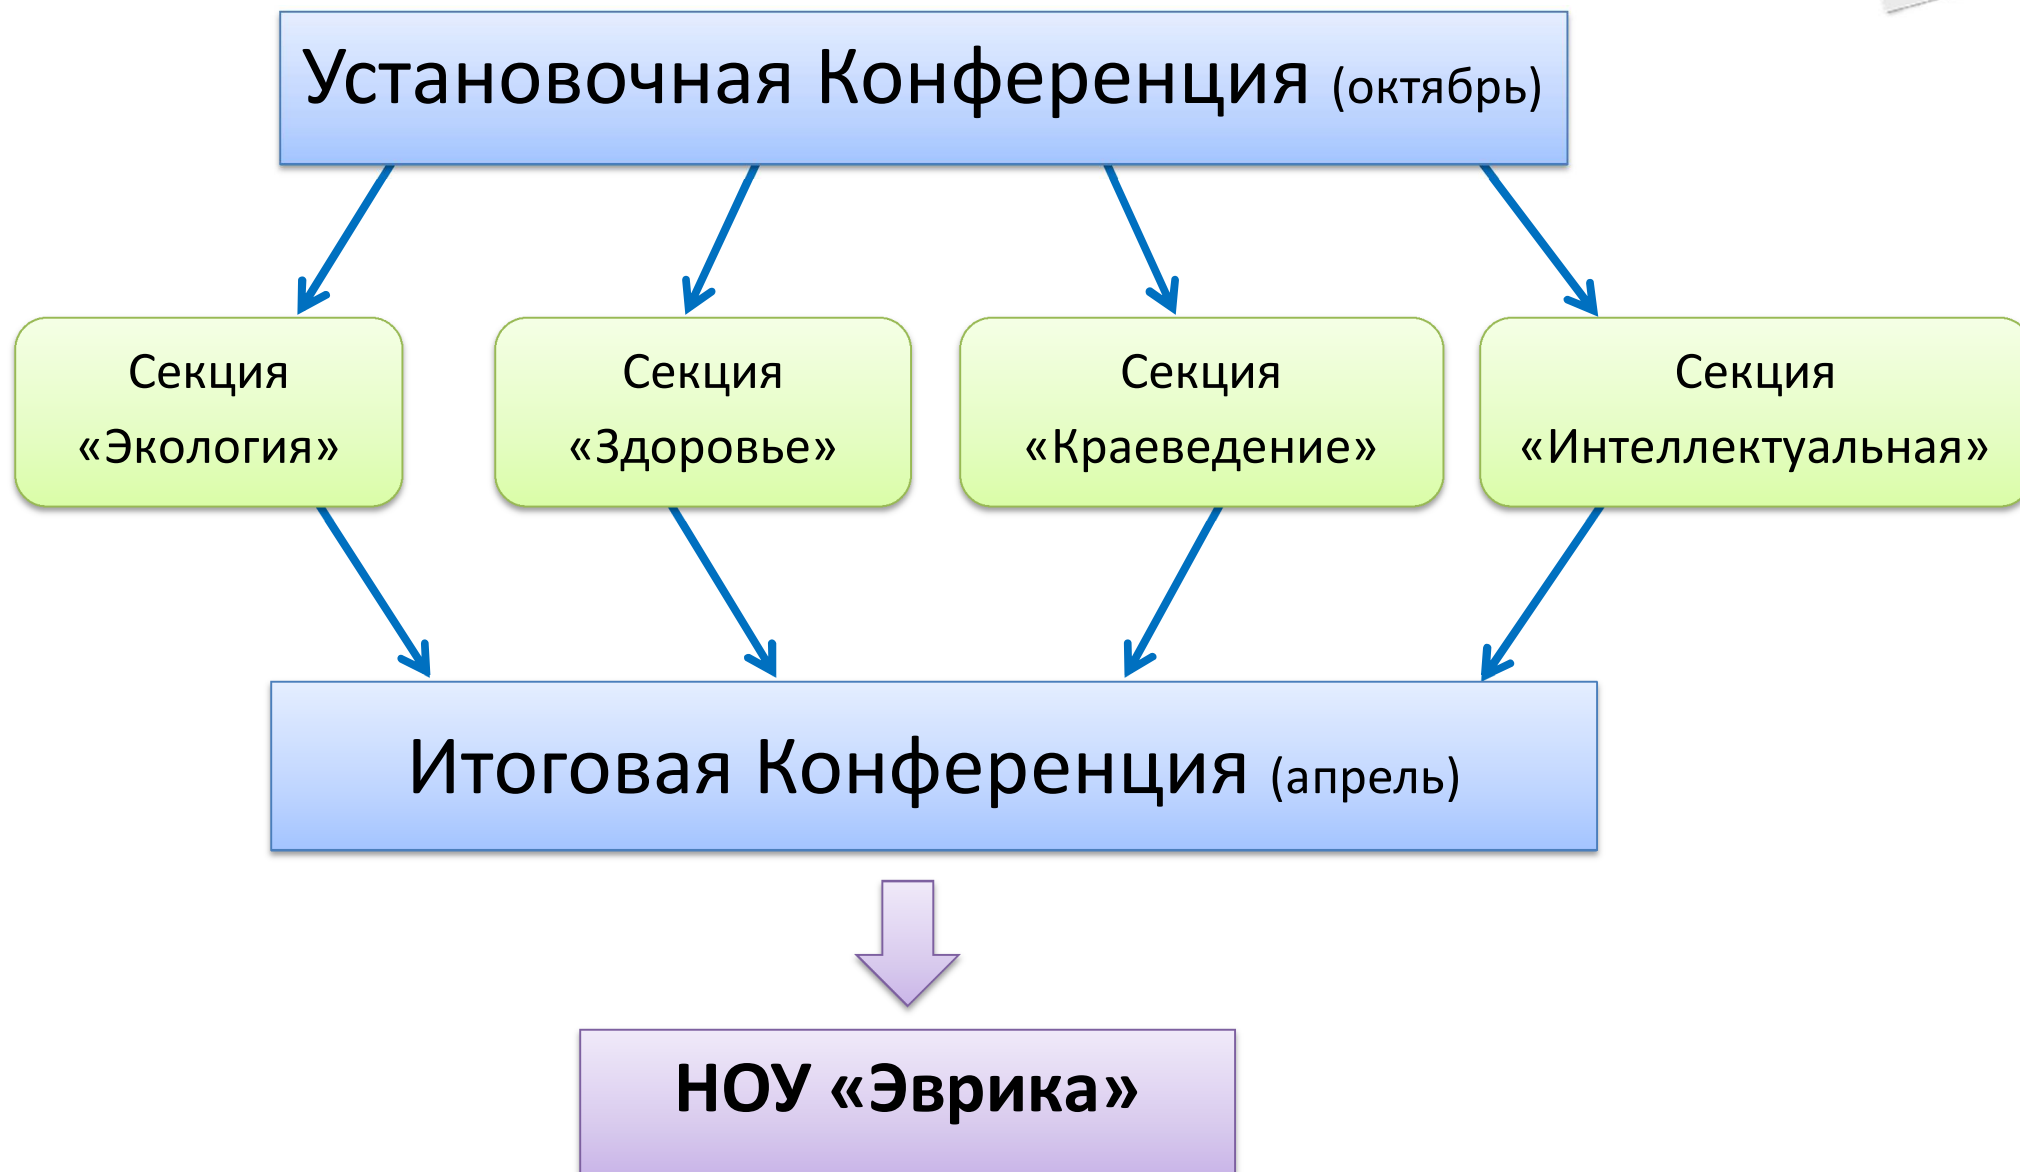 Установочная Конференция (октябрь)
Секция
«Экология»
Секция
«Здоровье»
Секция
«Краеведение»
Секция
«Интеллектуальная»
Итоговая Конференция (апрель)
НОУ «Эврика»